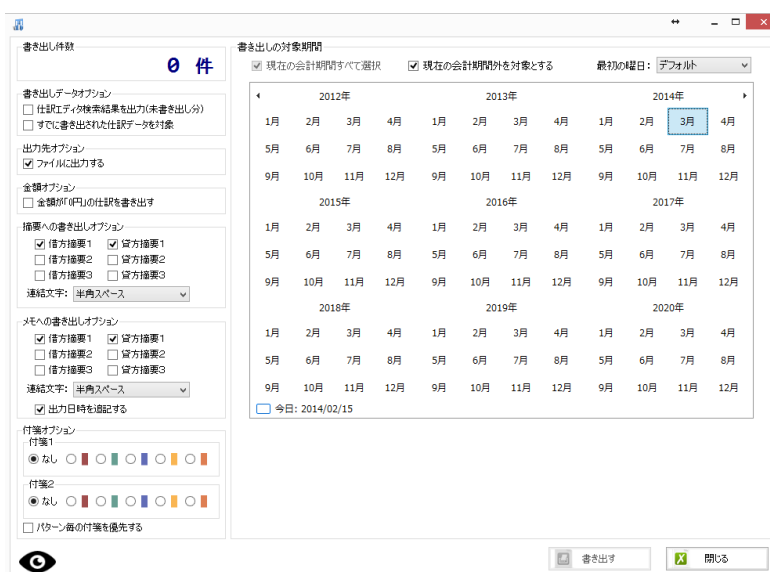 書き出し件数
0 件
書き出しデータオプション
仕訳エディタ検索結果を出力(未書き出し分)
すでに書き出された仕訳データを対象
出力先オプション
ファイルに出力する
金額オプション
金額が「0円」の仕訳を書き出す
摘要への書き出しオプション
借方摘要1 貸方摘要1
借方摘要2 貸方摘要2
借方摘要3 貸方摘要3
連結文字: 半角スペース
メモへの書き出しオプション
借方摘要1 貸方摘要1
借方摘要2 貸方摘要2
借方摘要3 貸方摘要3
連結文字: 半角スペース
出力日時を追記する
付箋オプション
付箋1
なし
付箋2
なし
パターン毎の付箋を優先する
書き出しの対象期間
現在の会計期間すべて選択 現在の会計期間外を対象とする 最初の曜日: デフォルト
2012年 2013年 2014年
1月 2月 3月 4月 1月 2月 3月 4月 1月 2月 3月 4月
5月 6月 7月 8月 5月 6月 7月 8月 5月 6月 7月 8月
9月 10月 11月 12月 9月 10月 11月 12月 9月 10月 11月 12月
2015年 2016年 2017年
1月 2月 3月 4月 1月 2月 3月 4月 1月 2月 3月 4月
5月 6月 7月 8月 5月 6月 7月 8月 5月 6月 7月 8月
9月 10月 11月 12月 9月 10月 11月 12月 9月 10月 11月 12月
2018年 2019年 2020年
1月 2月 3月 4月 1月 2月 3月 4月 1月 2月 3月 4月
5月 6月 7月 8月 5月 6月 7月 8月 5月 6月 7月 8月
9月 10月 11月 12月 9月 10月 11月 12月 9月 10月 11月 12月
今日: 2014/02/15
書き出す 閉じる